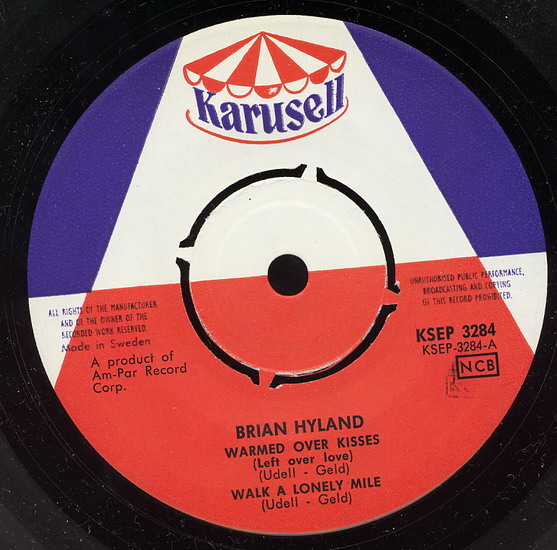 Karusell
ALL RIGHTS OF THE MANUFACTURER
AND OF THE OWNER OF THE
RECORDED WORK RESERVED.
Made in Sweden
A product of
Am-Par Record
Corp.
UNAUTHORISED PUBLIC PERFORMANCE,
BROADCASTING AND COPYING
OF THIS RECORD PROHIBITED.
KSEP 3284
KSEP-3284-A
NCB
BRIAN HYLAND
WARMED OVER KISSES
(Left over love)
(Udell - Geld)
WALK A LONELY MILE
(Udell - Geld)